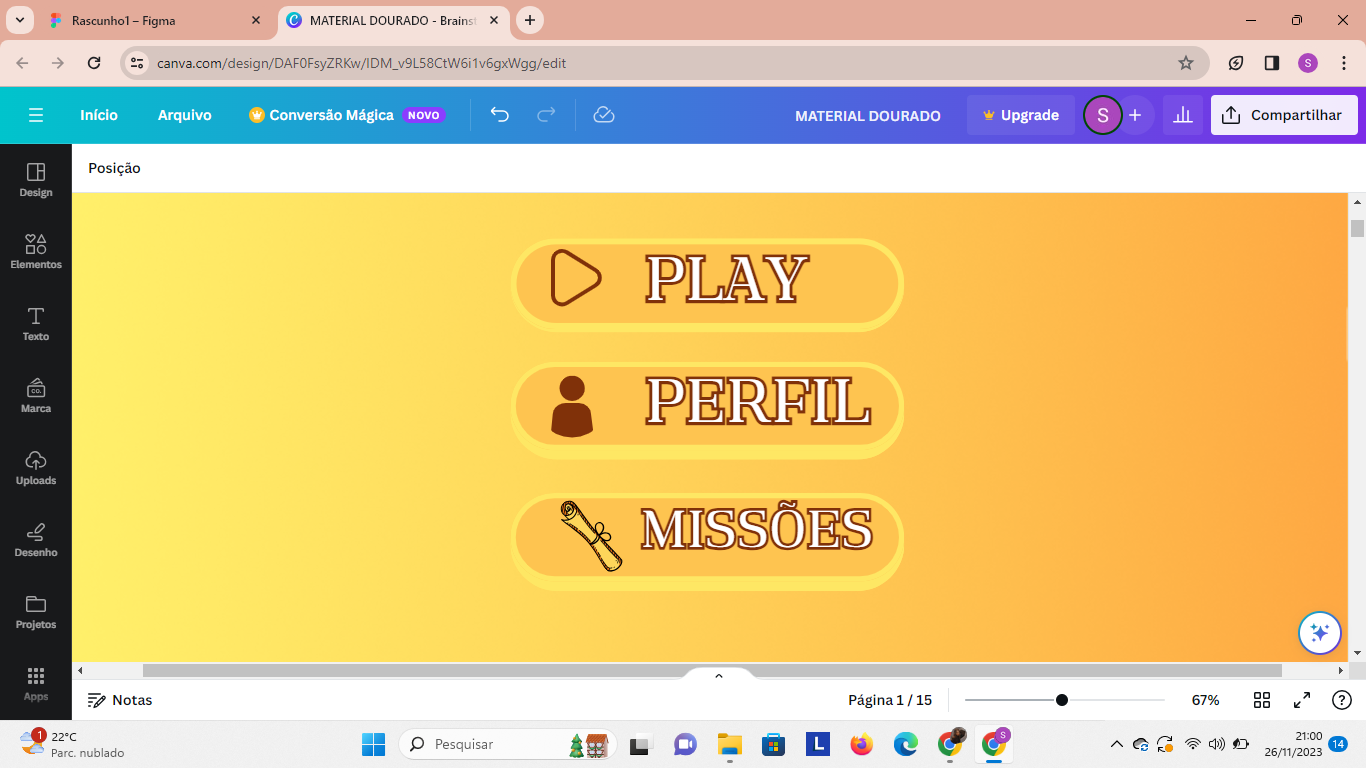 Rascunho1 – Figma
MATERIAL DOURADO - Brainst
canva.com/design/DAF0FsyZRKw/IDM_v9L58CtW6i1v6gxWgg/edit
S
Início
Arquivo
Conversão Mágica NOVO
MATERIAL DOURADO
Upgrade
S
Compartilhar
Posição
Design
Elementos
Texto
CO.
Marca
Uploads
Desenho
Projetos
Apps
PLAY
PERFIL
MISSÕES
Notas
Página 1 / 15
67%
1
22°C
Parc. nublado
Pesquisar
L
S
21:00
26/11/2023
14